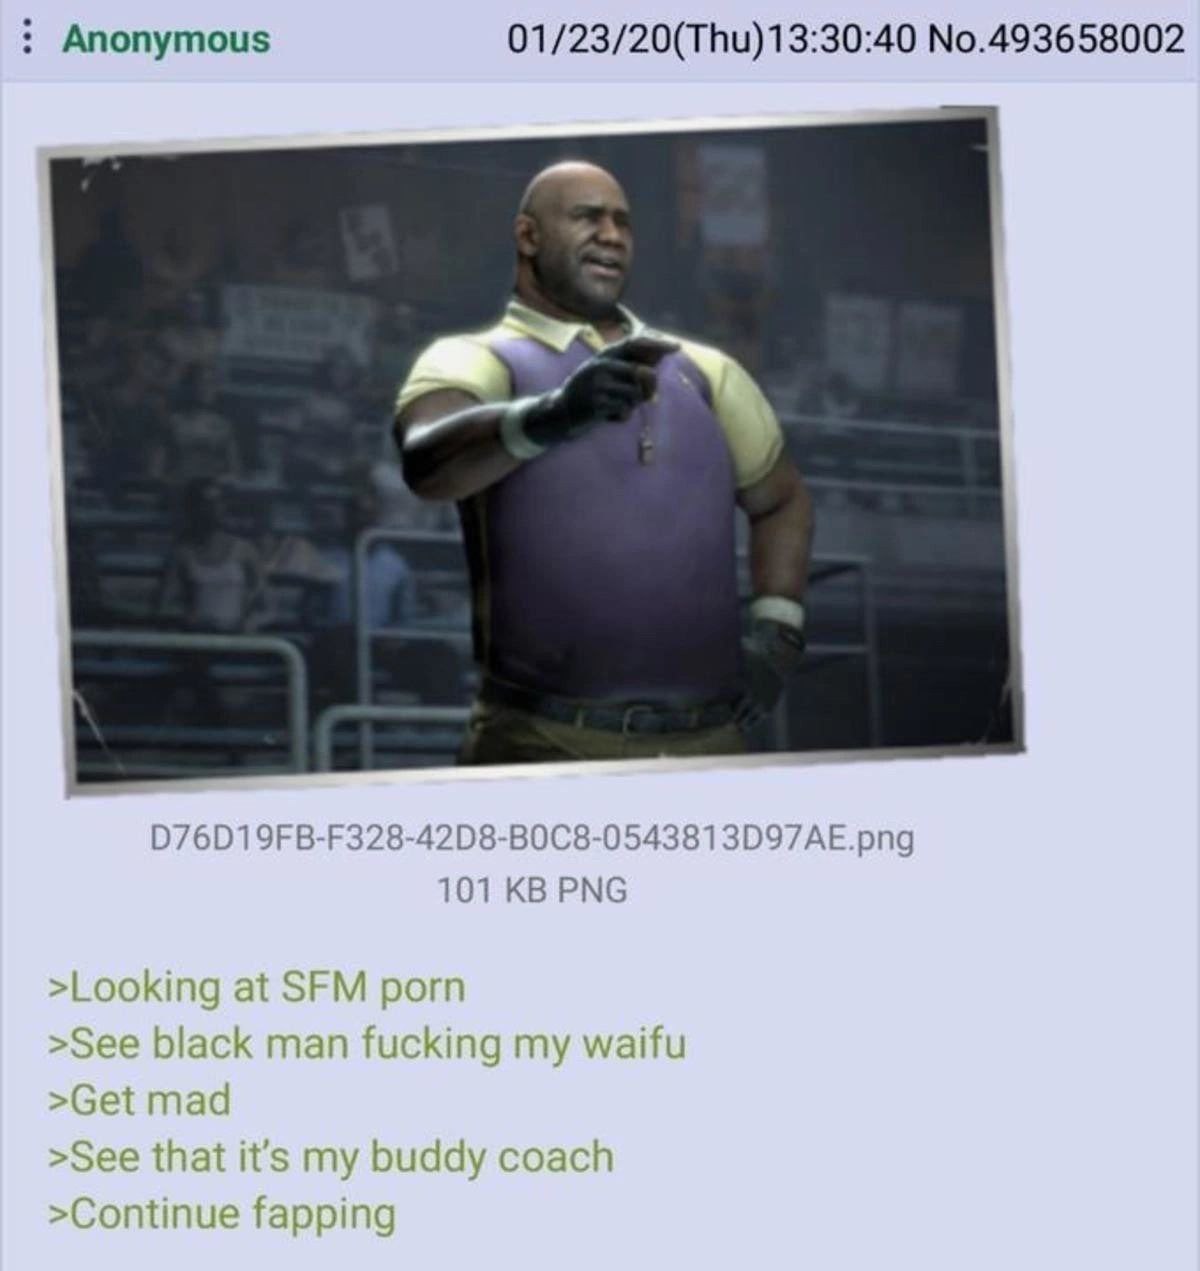 Anonymous 01/23/20(Thu)13:30:40 No.493658002
D76D19FB-F328-42D8-B0C8-0543813D97AE.png
101 KB PNG
>Looking at SFM porn
>See black man fucking my waifu
>Get mad
>See that it’s my buddy coach
>Continue fapping